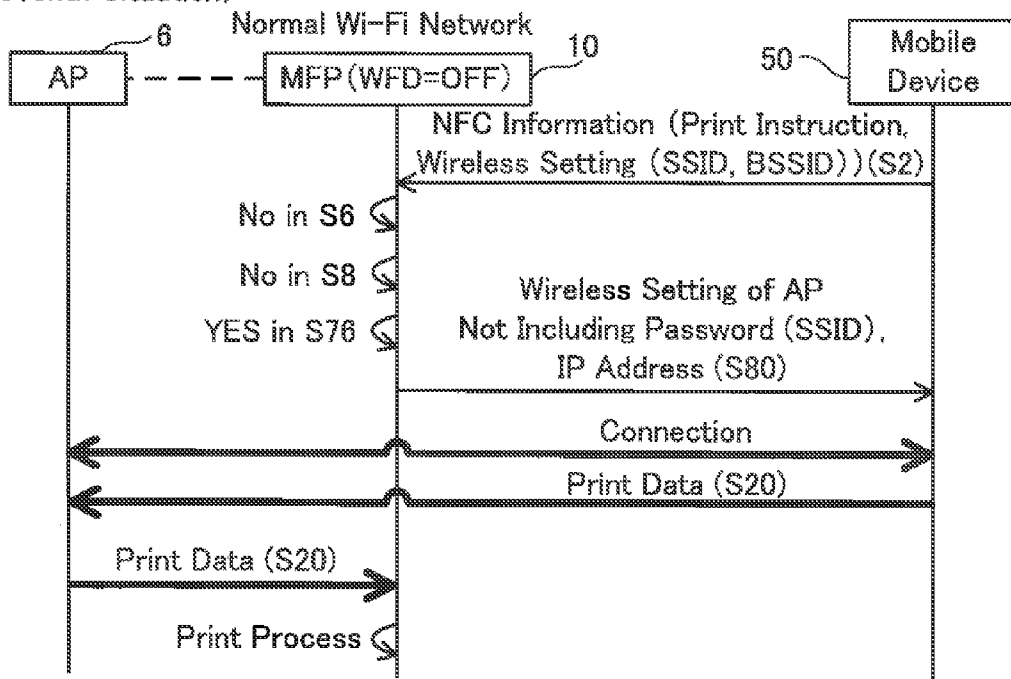 Normal Wi-Fi Network
6
10
50
AP
MFP (WFD=OFF)
Mobile
Device
NFC Information (Print Instruction,
Wireless Setting (SSID, BSSID))(S2)
No in S6
No in S8
YES in S76
Wireless Setting of AP
Not Including Password (SSID),
IP Address (S80)
Connection
Print Data (S20)
Print Data (S20)
Print Process